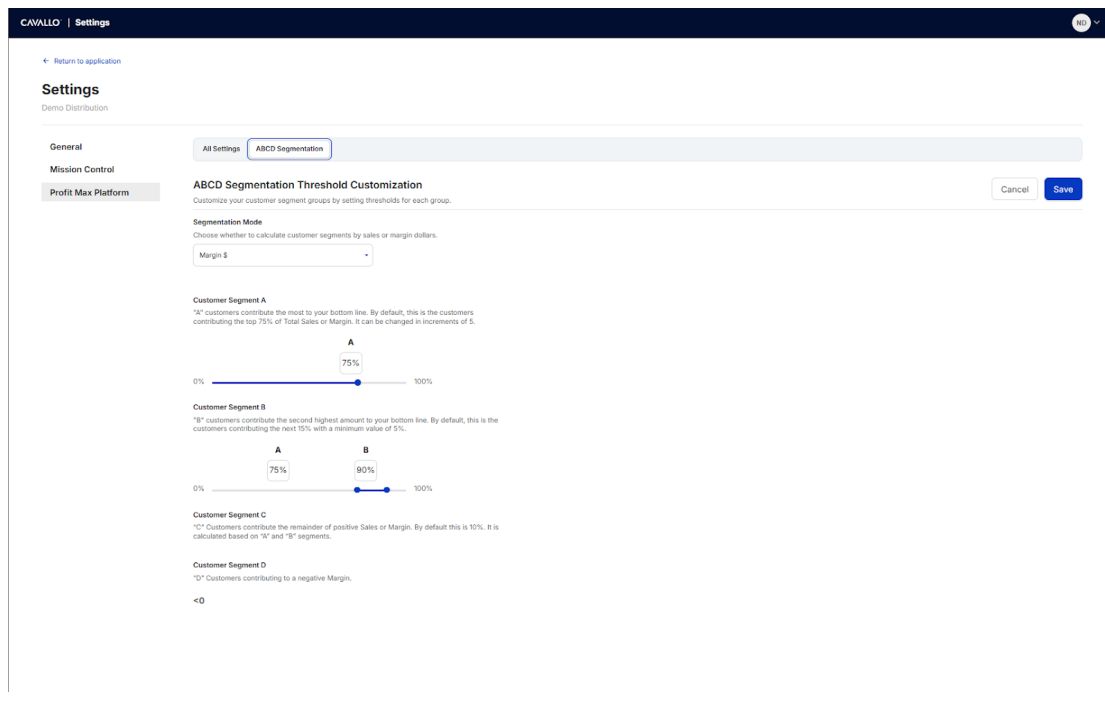 CAVALLO | Settings
ND
← Return to application
Settings
Demo Distribution
General
Mission Control
Profit Max Platform
All Settings
ABCD Segmentation
ABCD Segmentation Threshold Customization
Customize your customer segment groups by setting thresholds for each group.
Cancel
Save
Segmentation Mode
Choose whether to calculate customer segments by sales or margin dollars.
Margin $
Customer Segment A
"A" customers contribute the most to your bottom line. By default, this is the customers
contributing the top 75% of Total Sales or Margin. It can be changed in increments of 5.
A
75%
0%
100%
Customer Segment B
"B" customers contribute the second highest amount to your bottom line. By default, this is the
customers contributing the next 15% with a minimum value of 5%.
A B
75% 90%
0%
100%
Customer Segment C
"C" Customers contribute the remainder of positive Sales or Margin. By default this is 10%. It is
calculated based on "A" and "B" segments.
Customer Segment D
"D" Customers contributing to a negative Margin.
<0